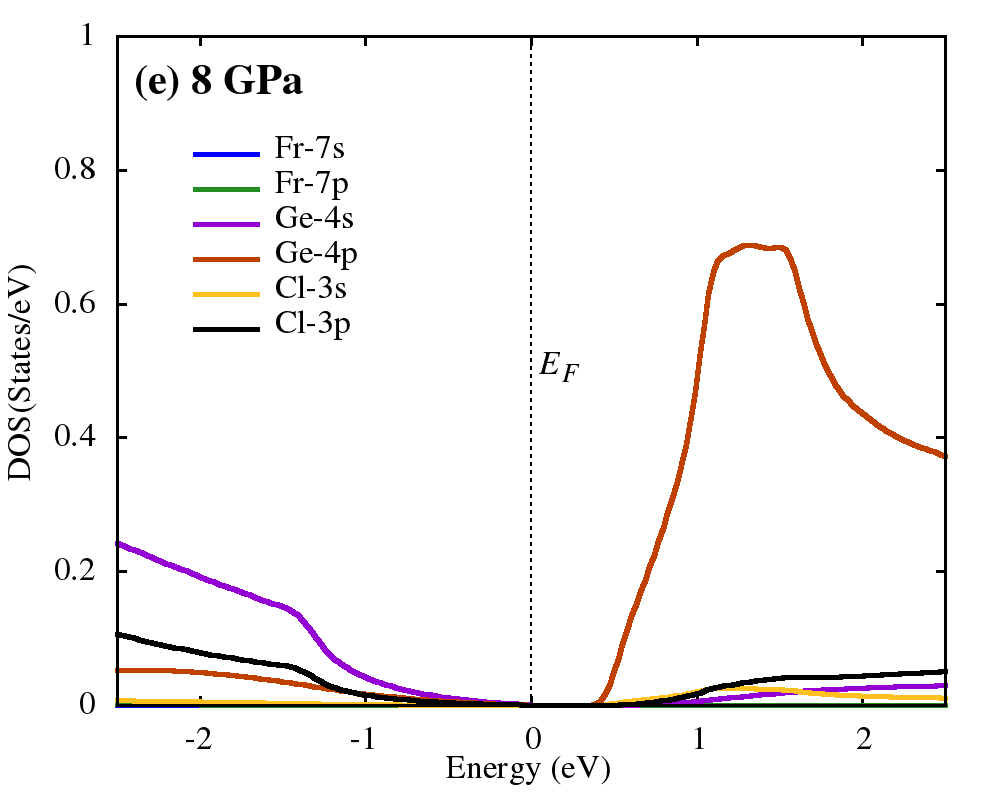 (e) 8 GPa
Fr-7s
Fr-7p
Ge-4s
Ge-4p
Cl-3s
Cl-3p
E_F
DOS(States/eV)
1
0.8
0.6
0.4
0.2
0
-2
-1
0
1
2
Energy (eV)